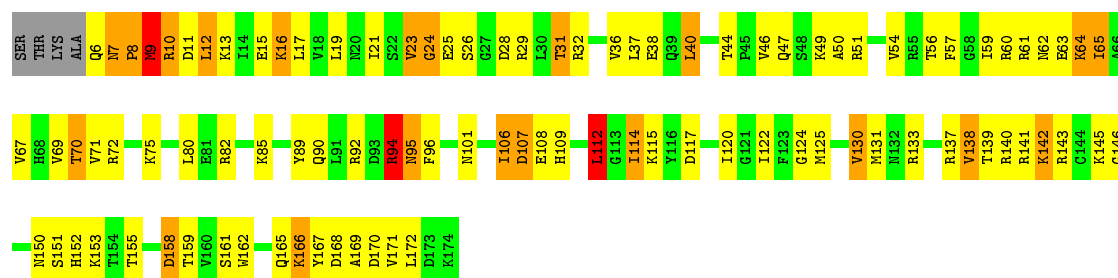 SER THR LYS ALA Q6 N7 P8 M9 R10 D11 L12 K13 I14 E15 K16 L17 V18 L19 N20 I21 S22 V23 G24 E25 S26 G27 D28 R29 L30 T31 R32 V36 L37 E38 Q39 L40 T44 P45 V46 Q47 S48 K49 A50 R51 V54 R55 T56 F57 G58 I59 R60 R61 N62 E63 K64 I65 A66
V67 H68 V69 T70 V71 R72 K75 L80 E81 R82 K85 Y89 Q90 L91 R92 D93 R94 N95 F96 N101 I106 D107 E108 H109 L112 G113 I114 K115 Y116 D117 I120 G121 I122 F123 G124 M125 V130 M131 N132 R133 R137 V138 T139 R140 R141 K142 R143 C144 K145 G146
N150 S151 H152 K153 T154 T155 D158 T159 V160 S161 W162 Q165 K166 Y167 D168 A169 D170 V171 L172 D173 K174